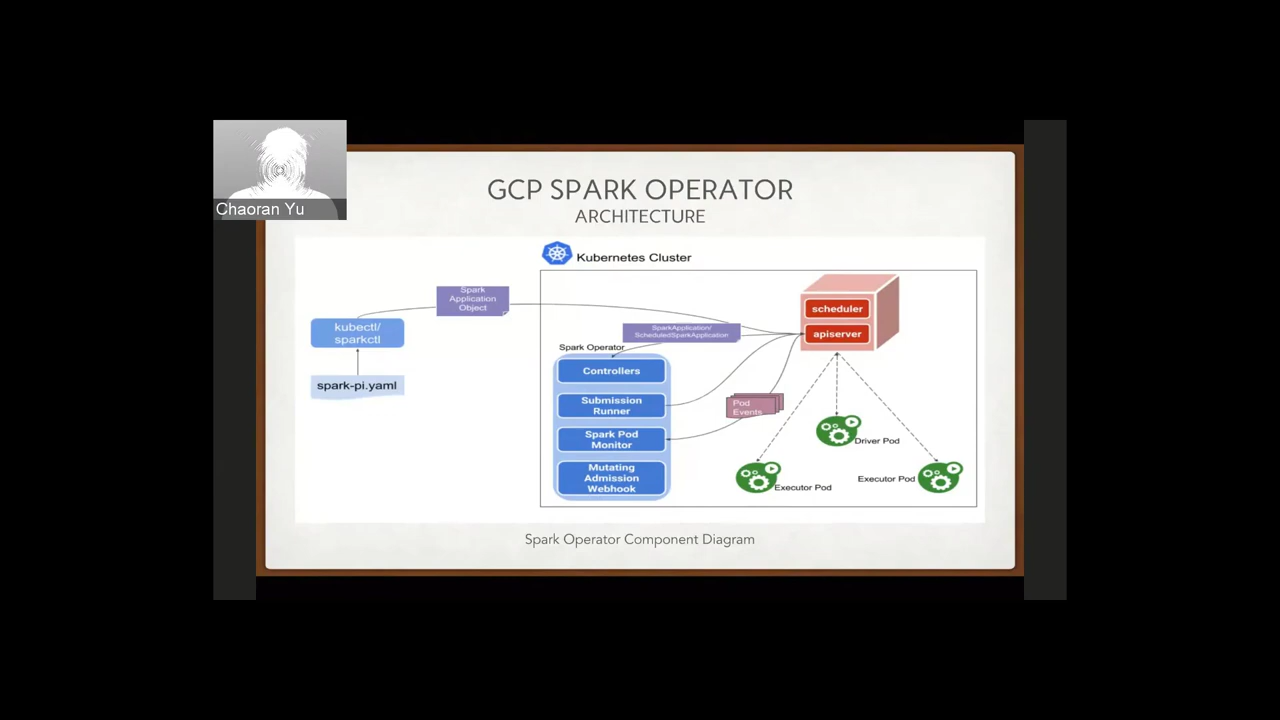 Chaoran Yu
GCP SPARK OPERATOR
ARCHITECTURE
Kubernetes Cluster
Spark
Application
Object
kubectl/
sparkctl
spark-pi.yaml
SparkApplication/
ScheduledSparkApplication
Spark Operator
Controllers
Submission
Runner
Spark Pod
Monitor
Mutating
Admission
Webhook
Pod
Events
scheduler
apiserver
Driver Pod
Executor Pod
Executor Pod
Spark Operator Component Diagram